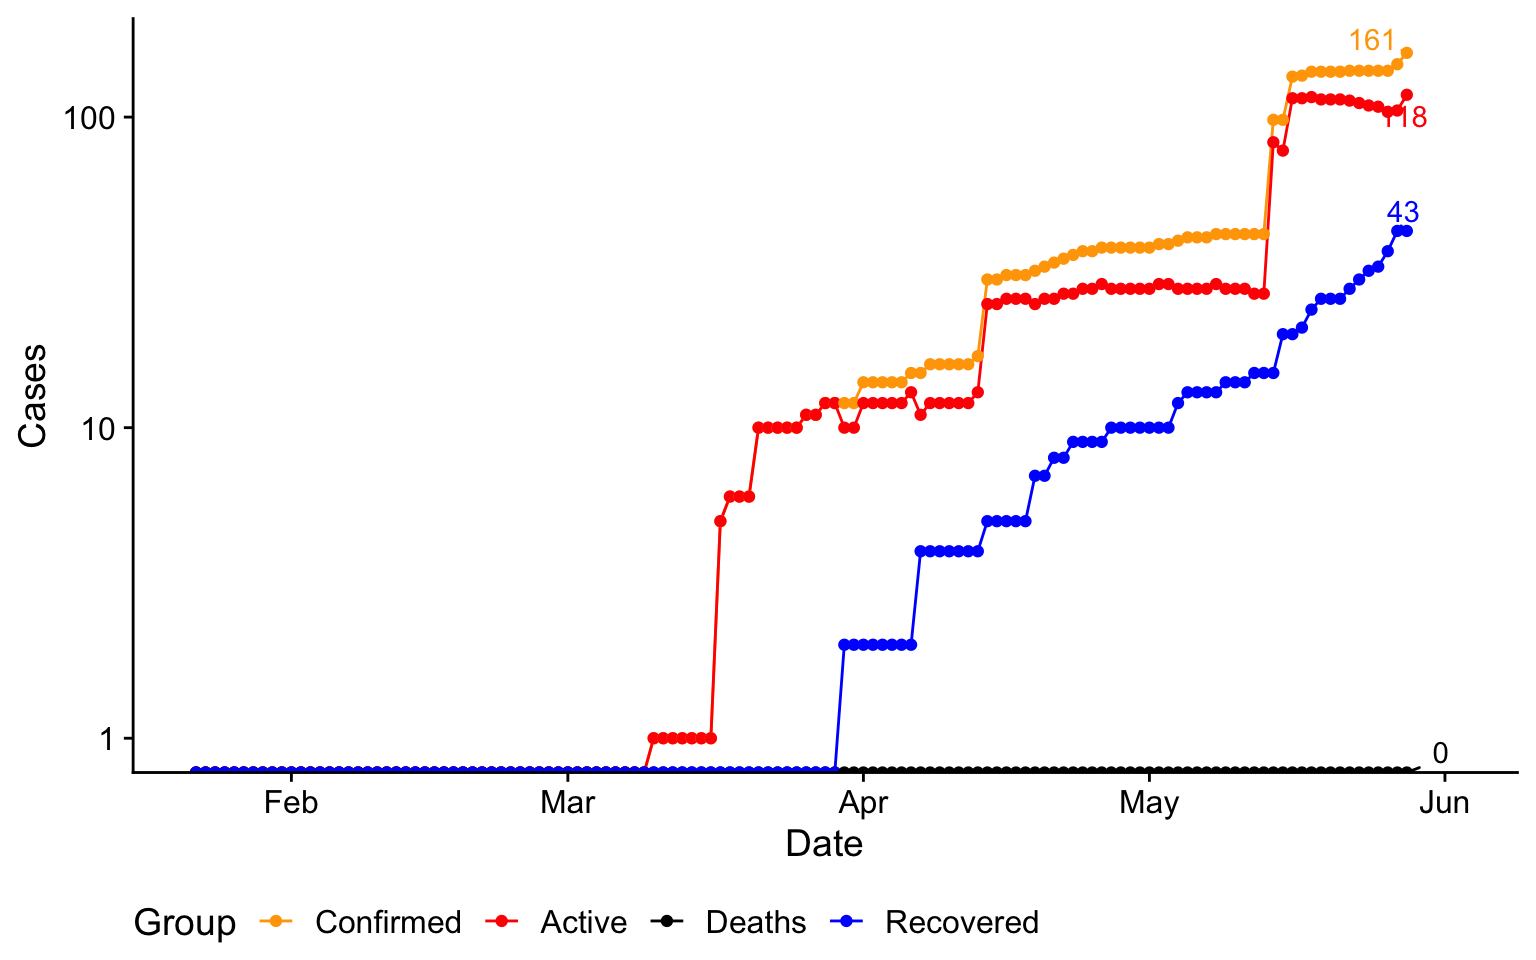 161
100
118
43
Cases
10
1
0
Feb Mar Apr May Jun
Date
Group Confirmed Active Deaths Recovered